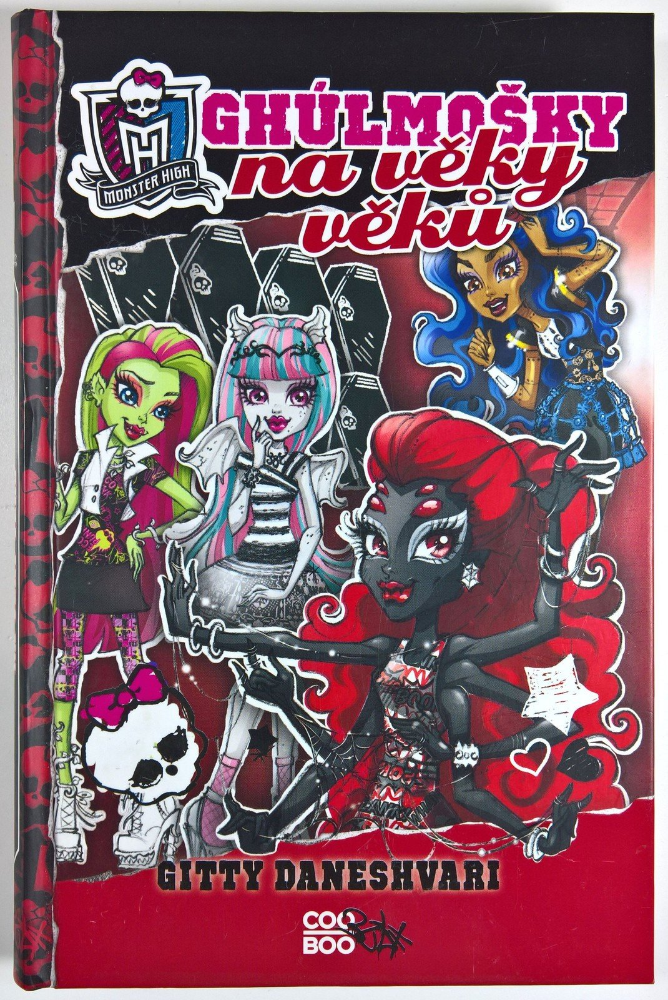 GHÚLMOŠKY
na věky
věků
MONSTER HIGH
GITTY DANESHVARI
COO
BOO